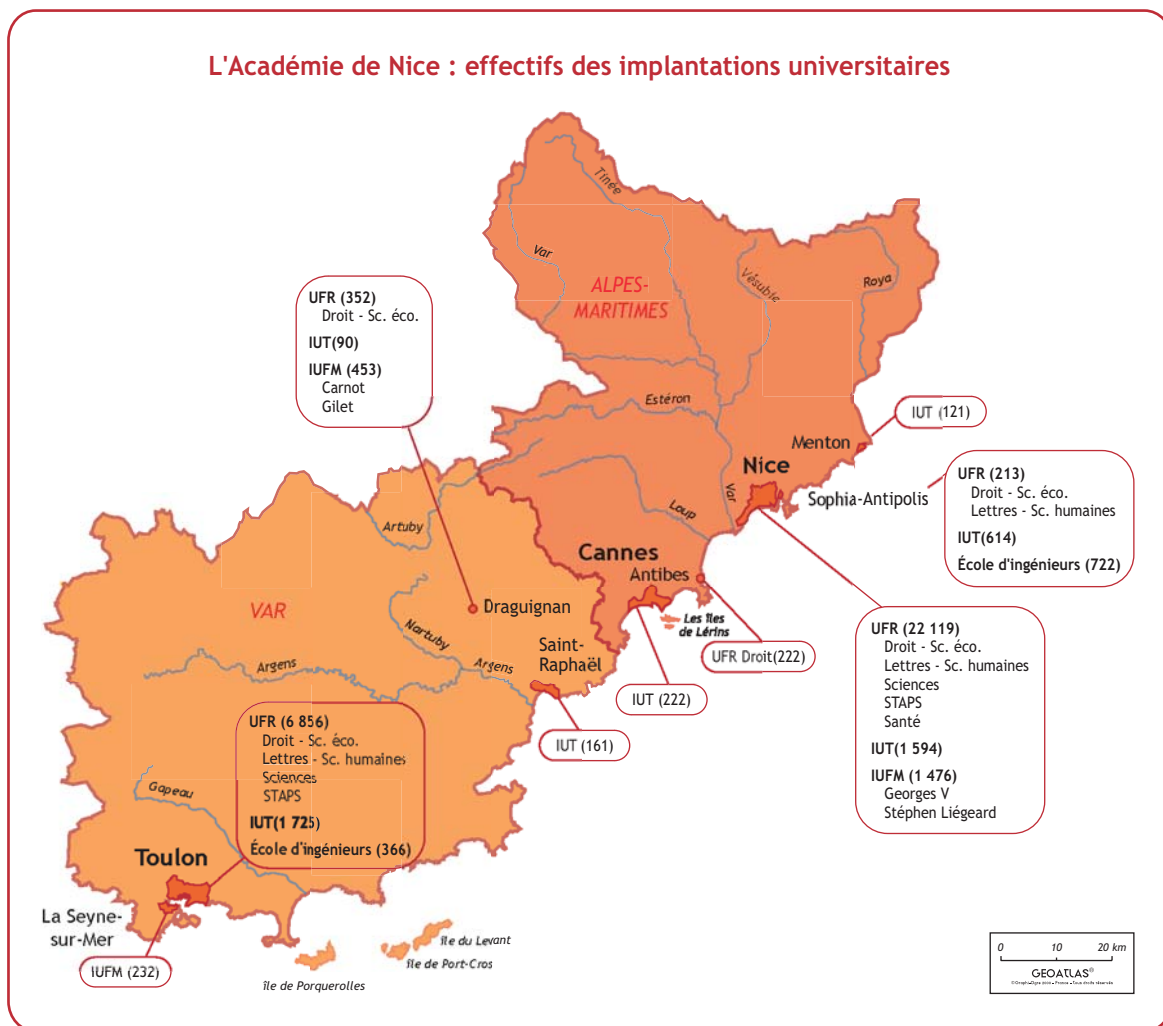 L'Académie de Nice : effectifs des implantations universitaires
Tinée
Var
Vésubie
Roya
ALPES-
MARITIMES
UFR (352)
Droit - Sc. éco.
IUT(90)
IUFM (453)
Carnot
Gilet
Estéron
IUT (121)
Menton
Nice
UFR (213)
Droit - Sc. éco.
Lettres - Sc. humaines
IUT(614)
École d'ingénieurs (722)
Sophia-Antipolis
Var
Loup
Artuby
Cannes
Antibes
Draguignan
VAR
Les îles
de Lérins
Nartuby
Saint-
Raphaël
UFR Droit(222)
UFR (22 119)
Droit - Sc. éco.
Lettres - Sc. humaines
Sciences
STAPS
Santé
IUT(1 594)
IUFM (1 476)
Georges V
Stéphen Liégeard
Argens
Argens
IUT (222)
IUT (161)
UFR (6 856)
Droit - Sc. éco.
Lettres - Sc. humaines
Sciences
STAPS
IUT(1 725)
École d'ingénieurs (366)
Gapeau
Toulon
La Seyne-
sur-Mer
IUFM (232)
île du Levant
île de Port-Cros
île de Porquerolles
0 10 20 km
GEOATLAS®